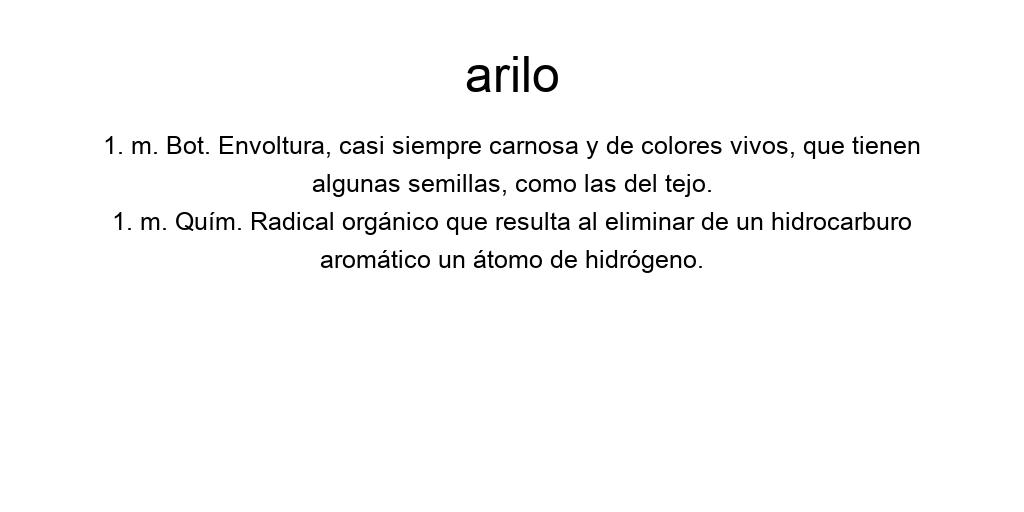 arilo
1. m. Bot. Envoltura, casi siempre carnosa y de colores vivos, que tienen
algunas semillas, como las del tejo.
1. m. Quím. Radical orgánico que resulta al eliminar de un hidrocarburo
aromático un átomo de hidrógeno.